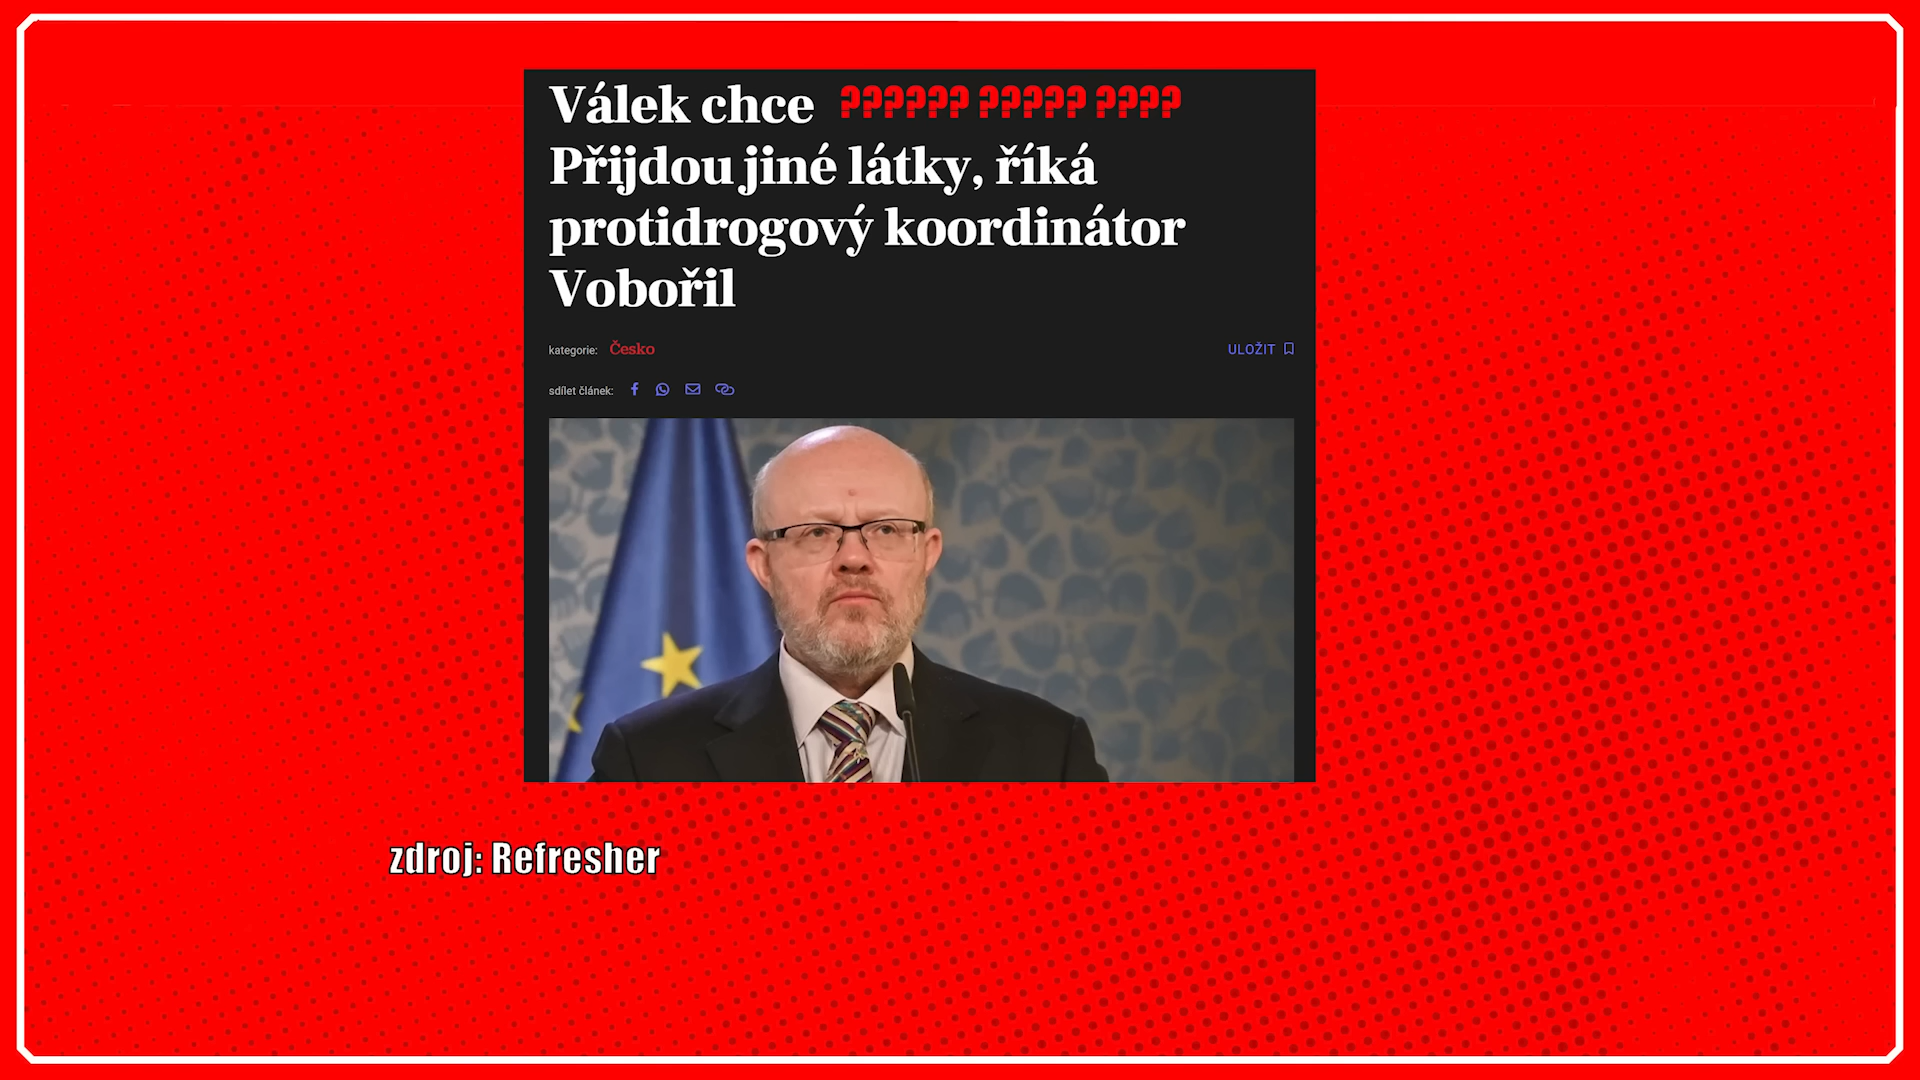 Válek chce ?????? ????? ????
Přijdou jiné látky, říká
protidrogový koordinátor
Vobořil
kategorie: Česko
ULOŽIT
sdílet článek:
zdroj: Refresher